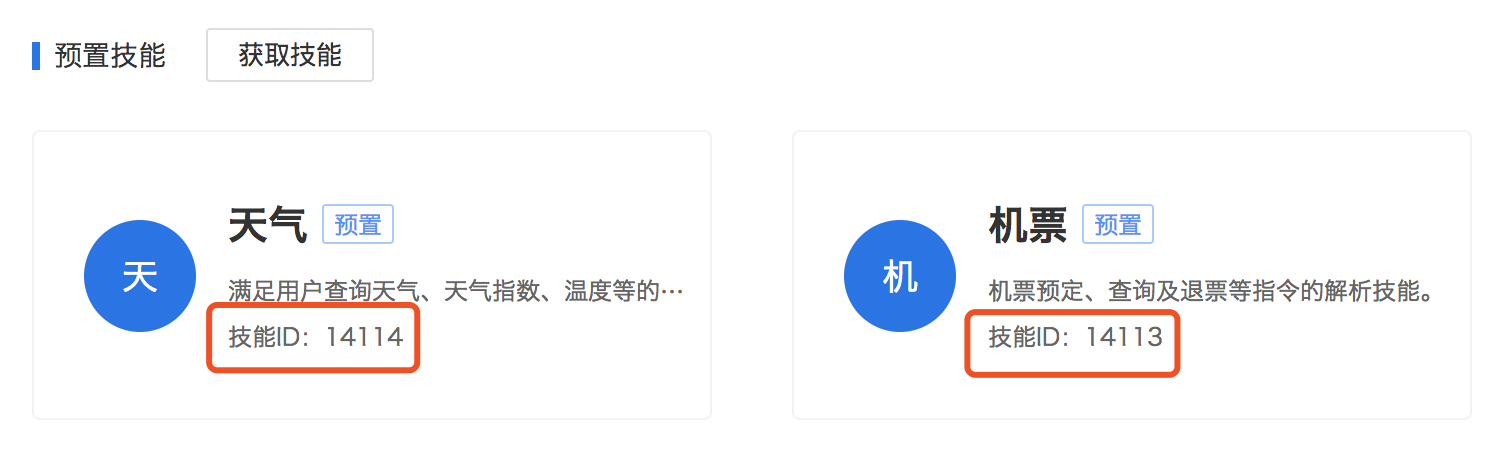 预置技能
获取技能
天
天气
预置
满足用户查询天气、天气指数、温度等的…
技能ID：14114
机
机票
预置
机票预定、查询及退票等指令的解析技能。
技能ID：14113